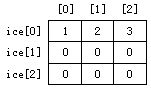 [0] [1] [2]
ice[0] 1 2 3
ice[1] 0 0 0
ice[2] 0 0 0